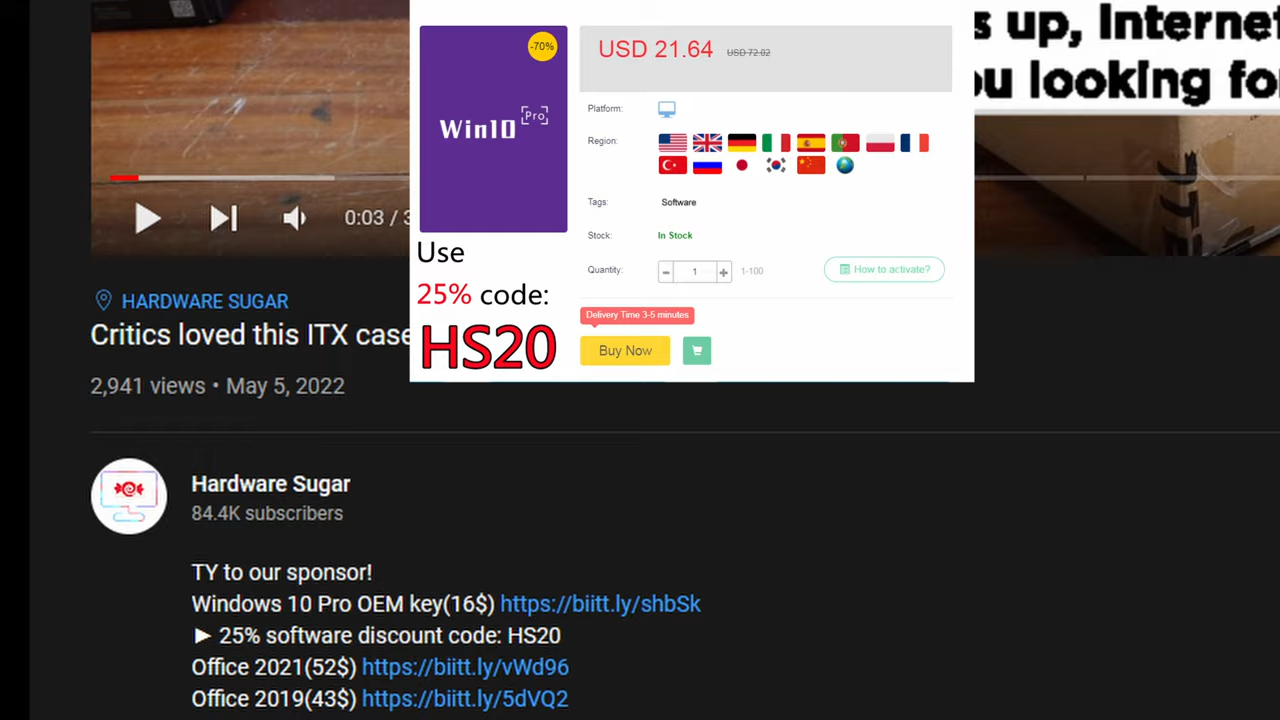 -70%
Win10 Pro
USD 21.64 USD 72.02
Platform:
Region:
Tags: Software
Stock: In Stock
Quantity: 1 1-100 How to activate?
Delivery Time 3-5 minutes
Buy Now
Use
25% code:
HS20
s up, Internet
ou looking fo
0:03 / 3
HARDWARE SUGAR
Critics loved this ITX case
2,941 views • May 5, 2022
Hardware Sugar
84.4K subscribers
TY to our sponsor!
Windows 10 Pro OEM key(16$) https://biitt.ly/shbSk
► 25% software discount code: HS20
Office 2021(52$) https://biitt.ly/vWd96
Office 2019(43$) https://biitt.ly/5dVQ2